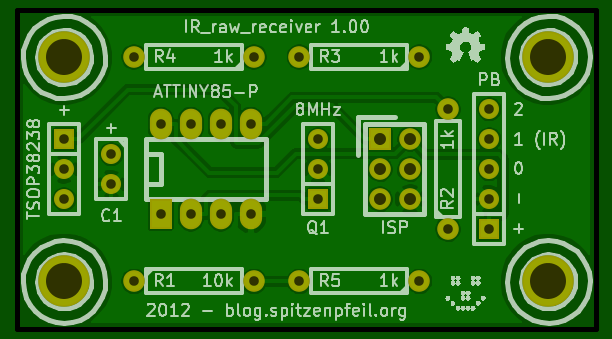 IR_raw_receiver 1.00
R4 1k
R3 1k
PB
ATTINY85-P
+
TSOP38238
+
C1
8MHz
Q1
ISP
1k
R2
2
1 (IR)
0
-
+
R1 10k
R5 1k
2012 - blog.spitzenpfeil.org